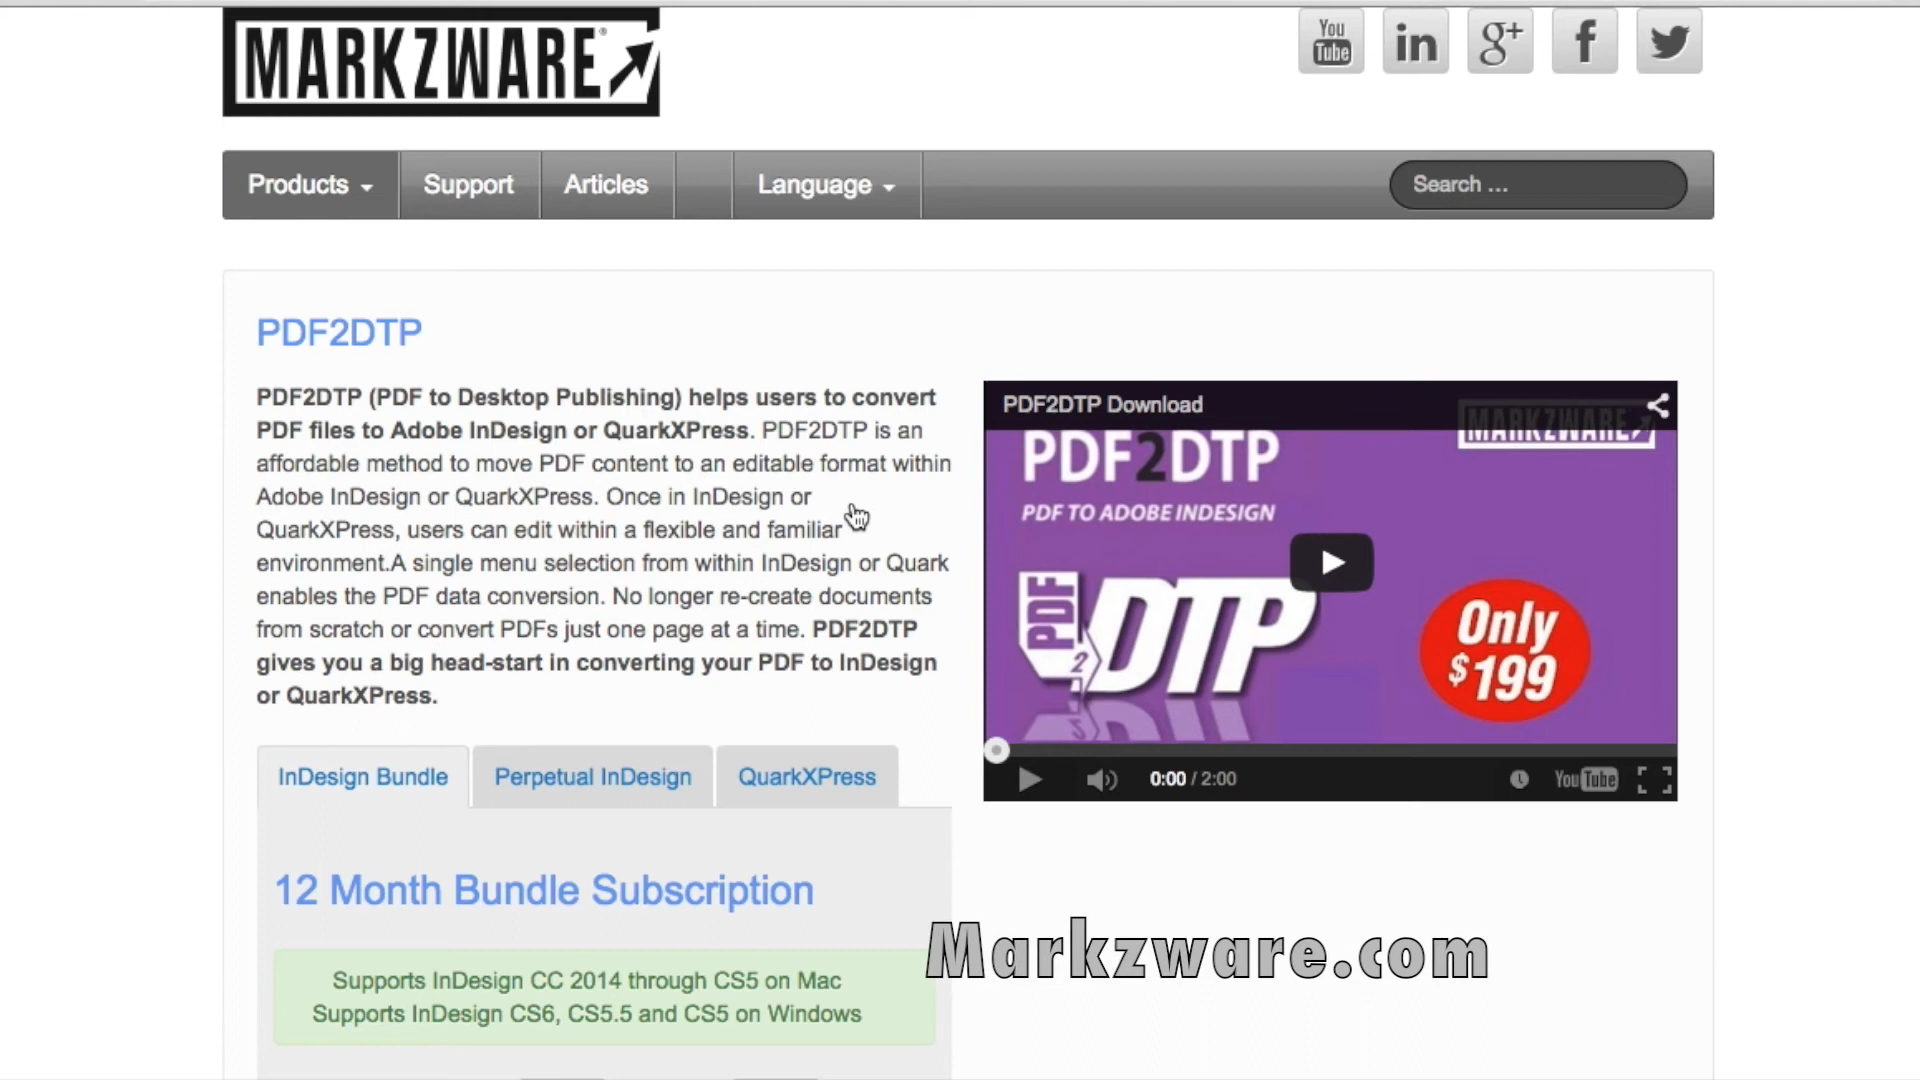 MARKZWARE
You
Tube
in
g+
f
Products
Support
Articles
Language
Search ...
PDF2DTP
PDF2DTP (PDF to Desktop Publishing) helps users to convert
PDF files to Adobe InDesign or QuarkXPress. PDF2DTP is an
affordable method to move PDF content to an editable format within
Adobe InDesign or QuarkXPress. Once in InDesign or
QuarkXPress, users can edit within a flexible and familiar
environment.A single menu selection from within InDesign or Quark
enables the PDF data conversion. No longer re-create documents
from scratch or convert PDFs just one page at a time. PDF2DTP
gives you a big head-start in converting your PDF to InDesign
or QuarkXPress.
PDF2DTP Download
MARKZWARE
PDF2DTP
PDF TO ADOBE INDESIGN
PDF
2
DTP
Only
$199
0:00 / 2:00
YouTube
InDesign Bundle
Perpetual InDesign
QuarkXPress
12 Month Bundle Subscription
Supports InDesign CC 2014 through CS5 on Mac
Supports InDesign CS6, CS5.5 and CS5 on Windows
Markzware.com